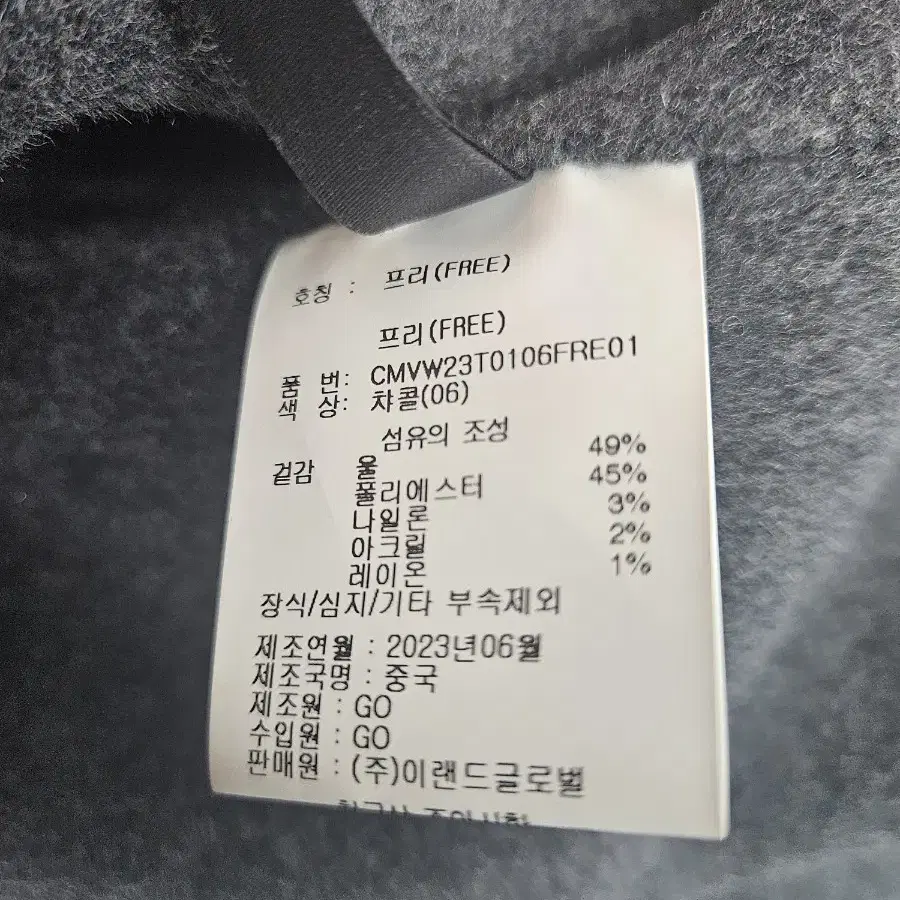 호칭 : 프리(FREE)
프리(FREE)
품 번: CMVW23T0106FRE01
색 상: 챠콜(06)
섬유의 조성
겉감 울 49%
폴리에스터 45%
나일론 3%
아크릴 2%
레이온 1%
장식/심지/기타 부속제외
제조연월 : 2023년06월
제조국명 : 중국
제조원 : GO
수입원 : GO
판매원 : (주)이랜드글로벌